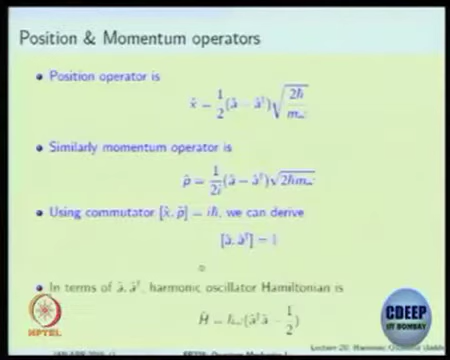 Position & Momentum operators
Position operator is
x̂ = 1/2 (â − â†) √(2ħ/mω)
Similarly momentum operator is
p̂ = 1/2i (â − â†) √2ħmω
Using commutator [x̂, p̂] = iħ, we can derive
[â, â†] = 1
In terms of â, â†, harmonic oscillator Hamiltonian is
Ĥ = ħω(â†â − 1/2)
NPTEL
CDEEP
IIT BOMBAY